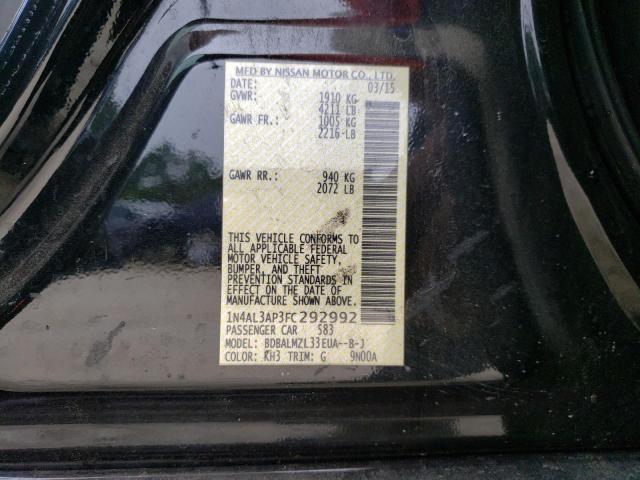 MFD BY NISSAN MOTOR CO., LTD.
DATE: 03/15
GVWR: 1910 KG
4211 LB
GAWR FR.: 1005 KG
2216 LB
GAWR RR.: 940 KG
2072 LB
THIS VEHICLE CONFORMS TO
ALL APPLICABLE FEDERAL
MOTOR VEHICLE SAFETY,
BUMPER, AND THEFT
PREVENTION STANDARDS IN
EFFECT ON THE DATE OF
MANUFACTURE SHOWN ABOVE.
1N4AL3AP3FC292992
PASSENGER CAR 583
MODEL: BDBALMZL33EUA--B-J
COLOR: KH3 TRIM: G 9N00A